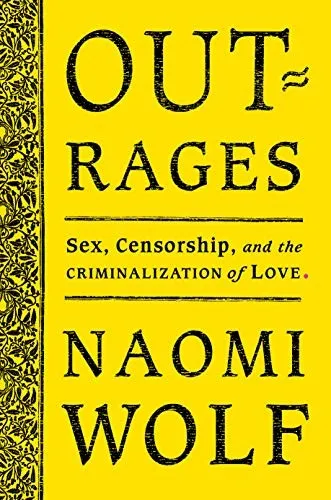 OUT≈
RAGES
Sex, Censorship, and the
CRIMINALIZATION of LOVE.
NAOMI
WOLF